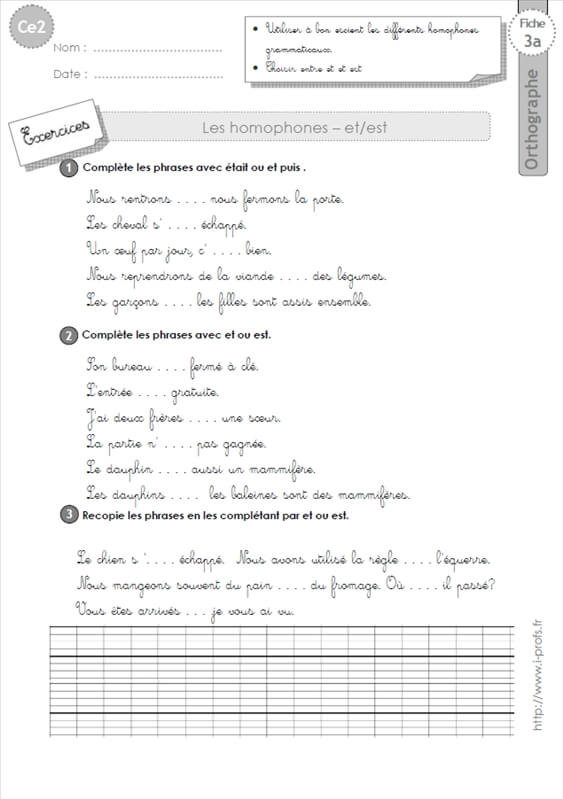 Ce2
Nom : ................................
Date : ................................
• Utiliser à bon escient les différents homophones
grammaticaux.
• Choisir entre et et est
Fiche
3a
Orthographe
Exercices
Les homophones – et/est
1 Complète les phrases avec était ou et puis .
Nous rentrons . . . . nous fermons la porte.
Les cheval s' . . . . échappé.
Un œuf par jour, c' . . . . bien.
Nous reprendrons de la viande . . . . des légumes.
Les garçons . . . . les filles sont assis ensemble.
2 Complète les phrases avec et ou est.
Son bureau . . . . fermé à clé.
L'entrée . . . . gratuite.
J'ai deux frères . . . . une sœur.
La partie n' . . . . pas gagnée.
Le dauphin . . . . aussi un mammifère.
Les dauphins . . . . les baleines sont des mammifères.
3 Recopie les phrases en les complétant par et ou est.
Le chien s '. . . . échappé. Nous avons utilisé la règle . . . . l'équerre.
Nous mangeons souvent du pain . . . . du fromage. Où . . . . il passé?
Vous êtes arrivés . . . je vous ai vu.
http://www.i-profs.fr